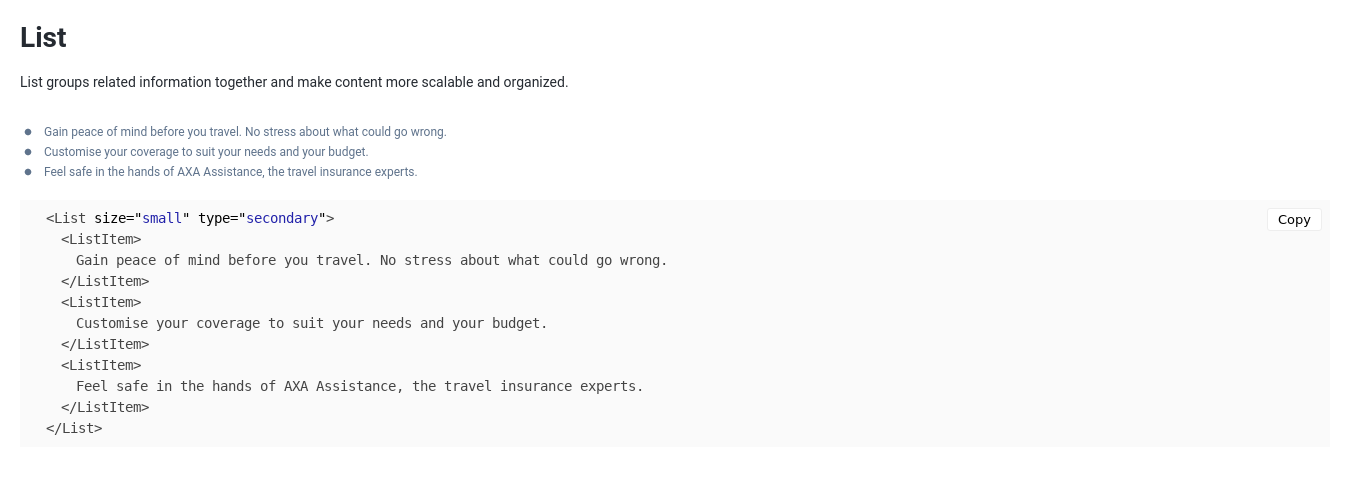 List
List groups related information together and make content more scalable and organized.
Gain peace of mind before you travel. No stress about what could go wrong.
Customise your coverage to suit your needs and your budget.
Feel safe in the hands of AXA Assistance, the travel insurance experts.
Copy
<List size="small" type="secondary">
  <ListItem>
    Gain peace of mind before you travel. No stress about what could go wrong.
  </ListItem>
  <ListItem>
    Customise your coverage to suit your needs and your budget.
  </ListItem>
  <ListItem>
    Feel safe in the hands of AXA Assistance, the travel insurance experts.
  </ListItem>
</List>